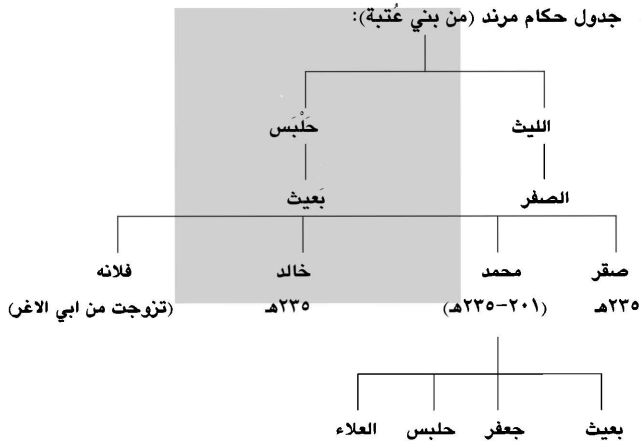 جدول حكام مرند (من بني عُتبة):
الليث حَلْبَس
الصفر بَعيث
صقر محمد خالد فلانه
٢٣٥هـ (٢٠١-٢٣٥هـ) ٢٣٥هـ (تزوجت من ابي الاغر)
بعيث جعفر حلبس العلاء